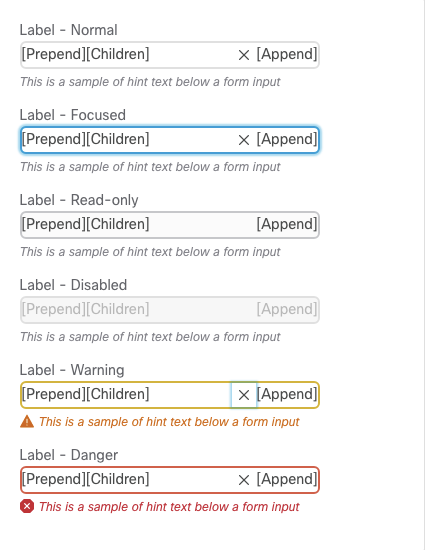 Label - Normal
[Prepend][Children] × [Append]
This is a sample of hint text below a form input
Label - Focused
[Prepend][Children] × [Append]
This is a sample of hint text below a form input
Label - Read-only
[Prepend][Children] [Append]
This is a sample of hint text below a form input
Label - Disabled
[Prepend][Children] [Append]
This is a sample of hint text below a form input
Label - Warning
[Prepend][Children] × [Append]
This is a sample of hint text below a form input
Label - Danger
[Prepend][Children] × [Append]
This is a sample of hint text below a form input